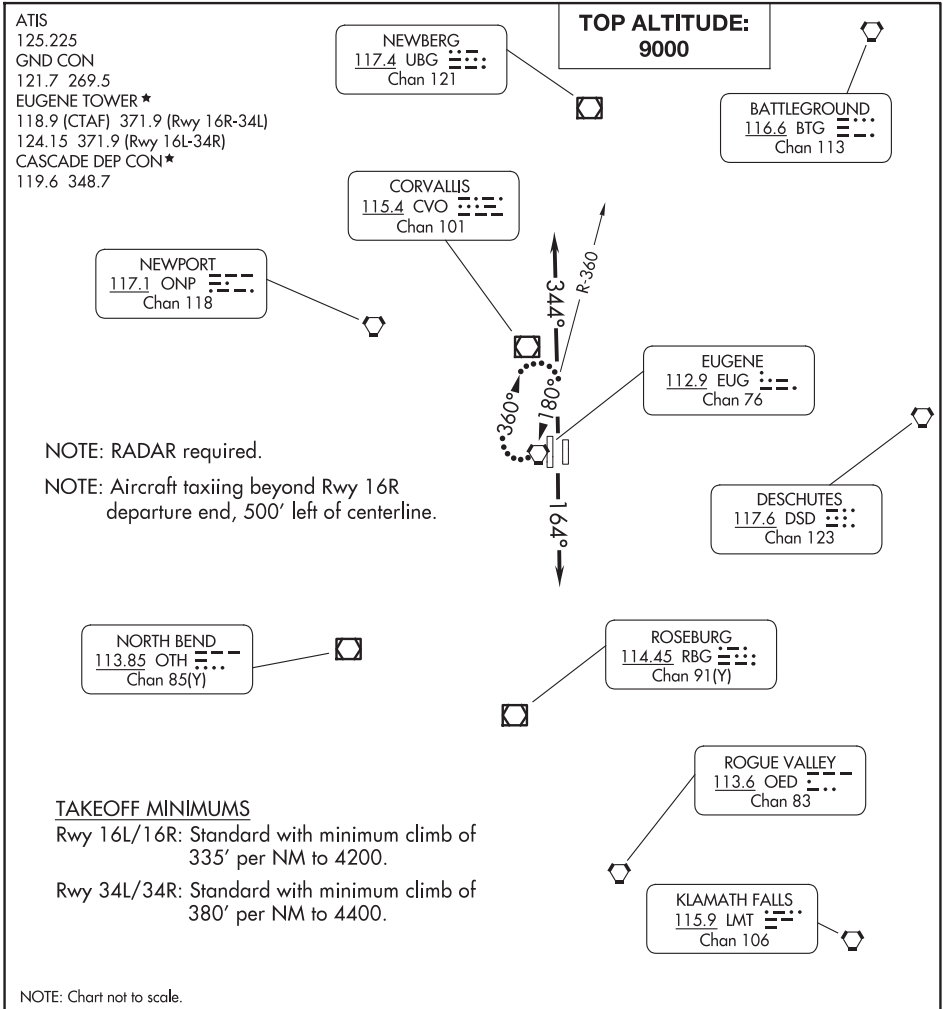 ATIS
125.225
GND CON
121.7 269.5
EUGENE TOWER★
118.9 (CTAF) 371.9 (Rwy 16R-34L)
124.15 371.9 (Rwy 16L-34R)
CASCADE DEP CON★
119.6 348.7
TOP ALTITUDE:
9000
NEWBERG
117.4 UBG
Chan 121
BATTLEGROUND
116.6 BTG
Chan 113
CORVALLIS
115.4 CVO
Chan 101
NEWPORT
117.1 ONP
Chan 118
344°
R-360
360°
180°
164°
EUGENE
112.9 EUG
Chan 76
NOTE: RADAR required.
NOTE: Aircraft taxiing beyond Rwy 16R
departure end, 500' left of centerline.
DESCHUTES
117.6 DSD
Chan 123
NORTH BEND
113.85 OTH
Chan 85(Y)
ROSEBURG
114.45 RBG
Chan 91(Y)
ROGUE VALLEY
113.6 OED
Chan 83
TAKEOFF MINIMUMS
Rwy 16L/16R: Standard with minimum climb of
335' per NM to 4200.
Rwy 34L/34R: Standard with minimum climb of
380' per NM to 4400.
KLAMATH FALLS
115.9 LMT
Chan 106
NOTE: Chart not to scale.